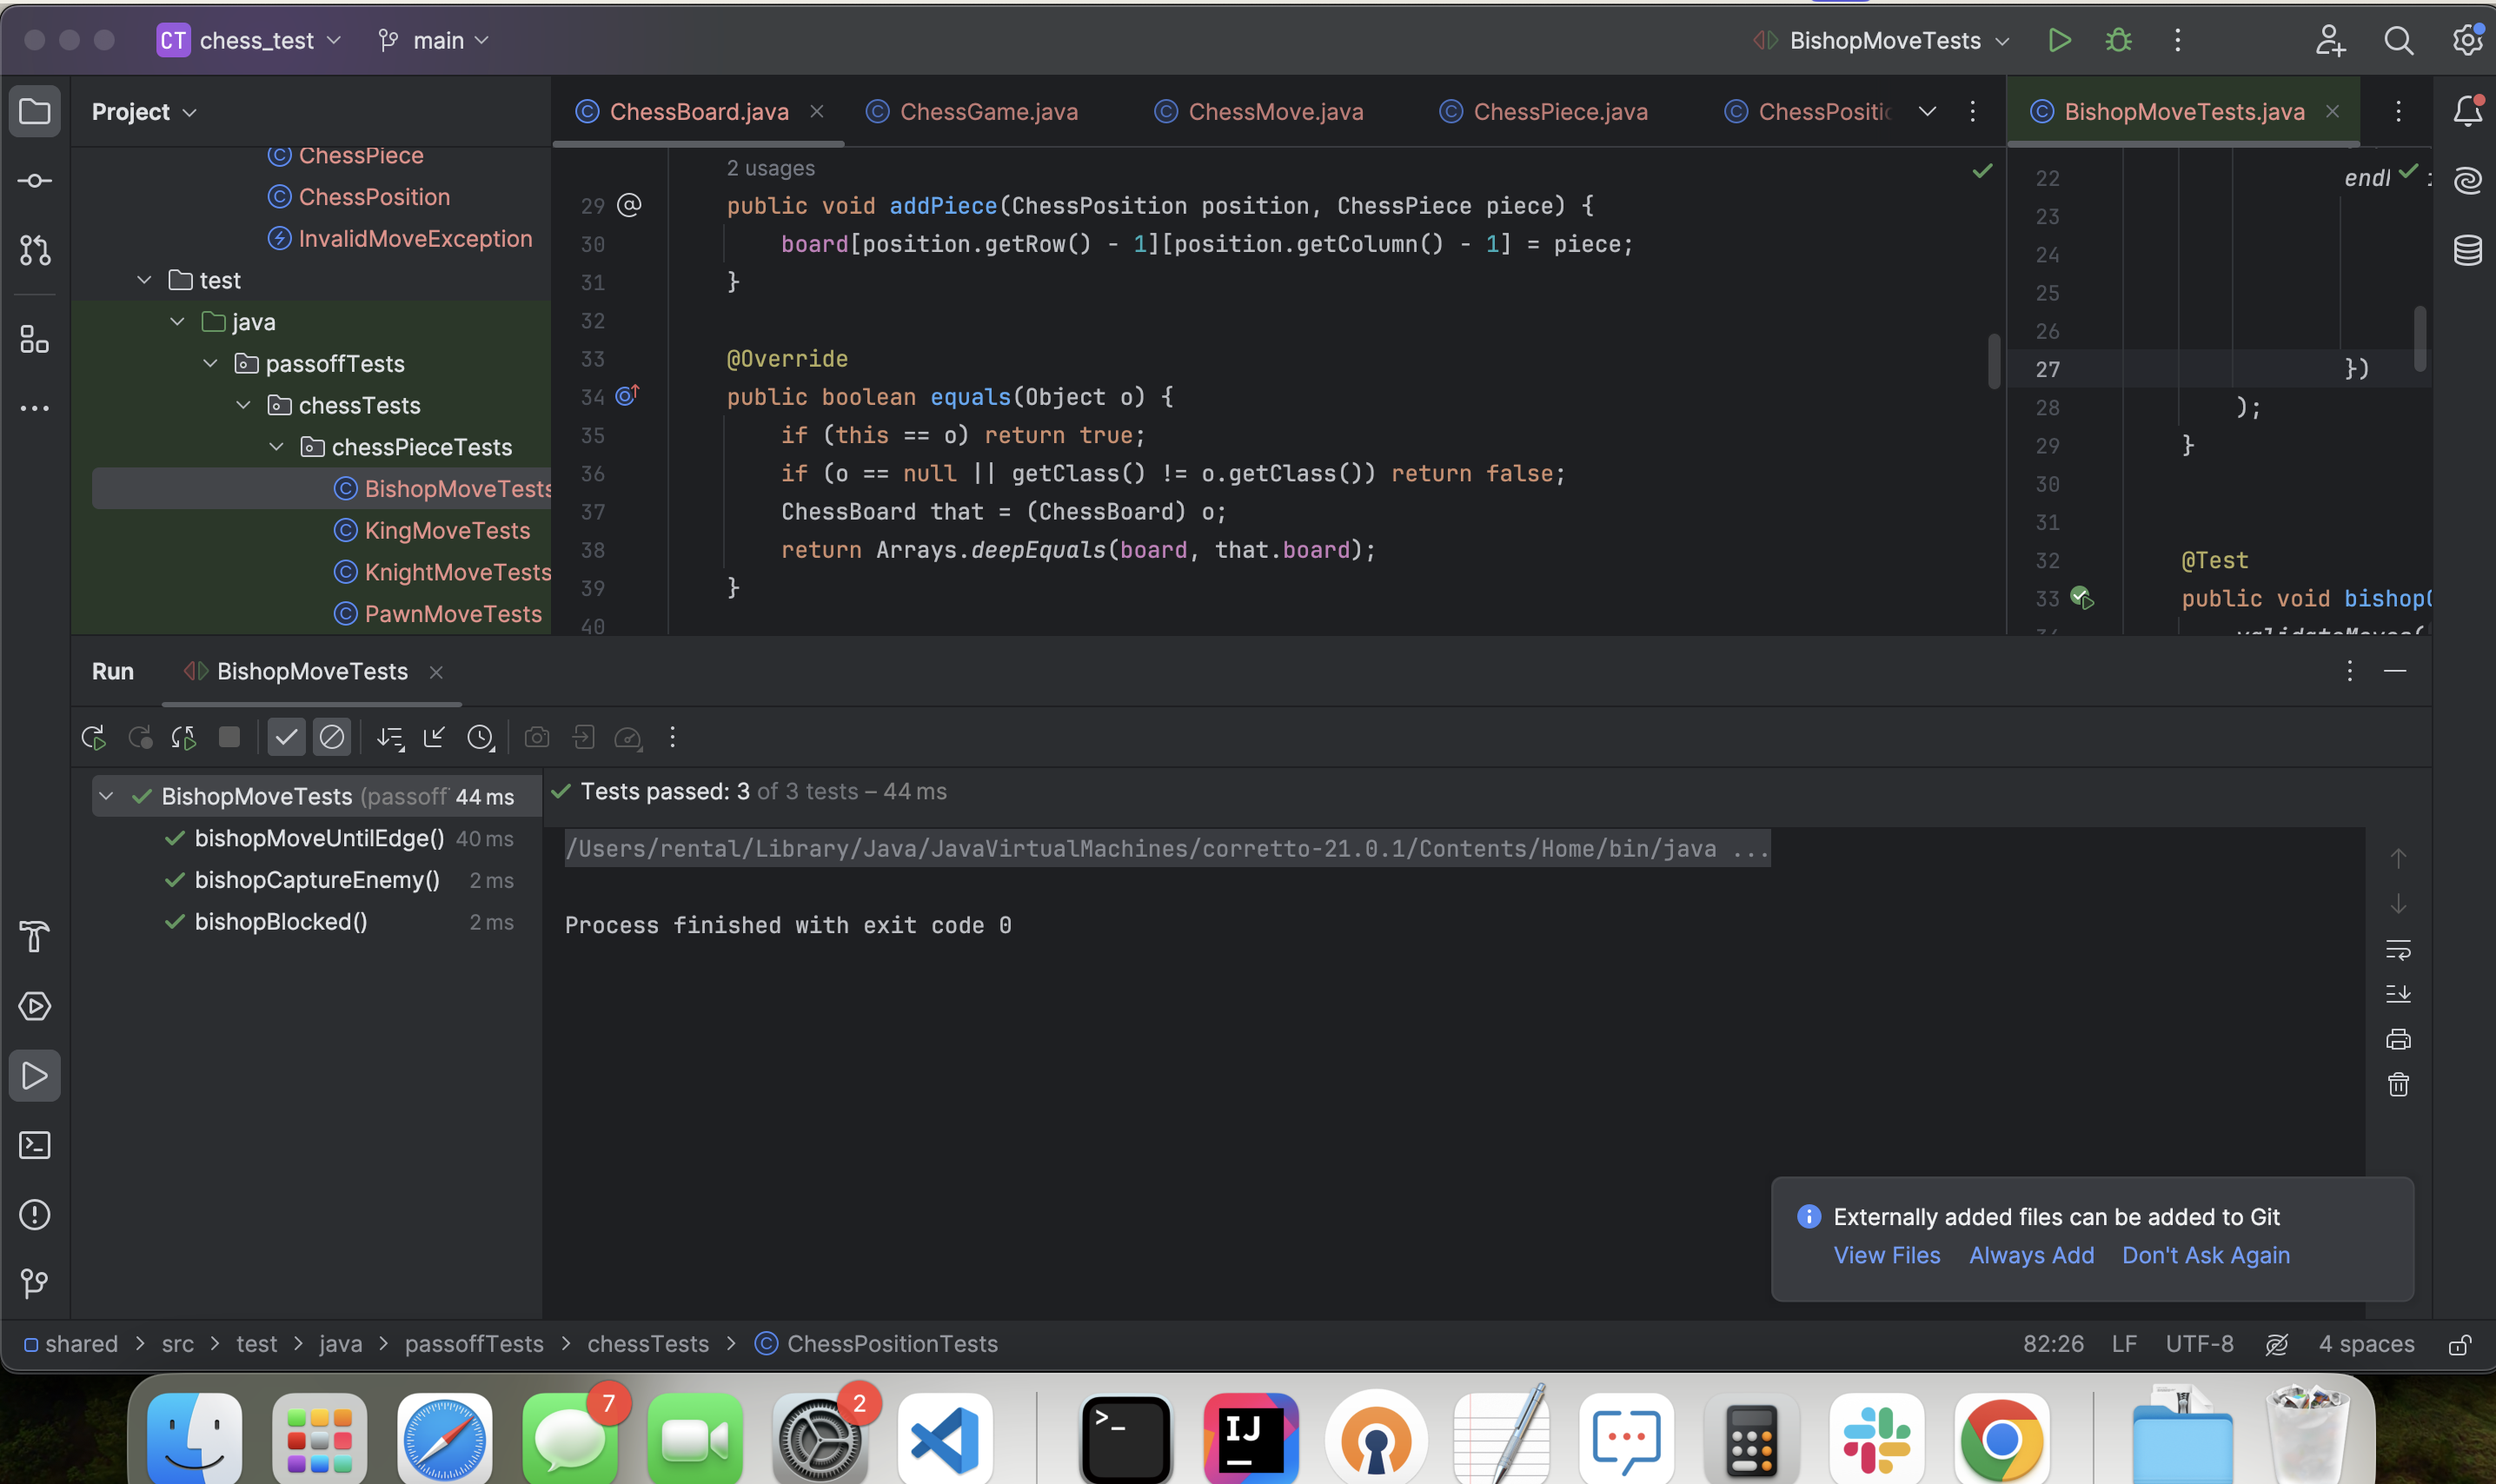 CT chess_test main BishopMoveTests
Project
ChessPiece
ChessPosition
InvalidMoveException
test
java
passoffTests
chessTests
chessPieceTests
BishopMoveTests
KingMoveTests
KnightMoveTests
PawnMoveTests
ChessBoard.java ChessGame.java ChessMove.java ChessPiece.java ChessPositic
2 usages
29 @ public void addPiece(ChessPosition position, ChessPiece piece) {
30 board[position.getRow() - 1][position.getColumn() - 1] = piece;
31 }
32
33 @Override
34 public boolean equals(Object o) {
35 if (this == o) return true;
36 if (o == null || getClass() != o.getClass()) return false;
37 ChessBoard that = (ChessBoard) o;
38 return Arrays.deepEquals(board, that.board);
39 }
40
BishopMoveTests.java
22 endl
23
24
25
26
27 })
28 );
29 }
30
31
32 @Test
33 public void bishop
validateMoves(
Run BishopMoveTests
BishopMoveTests (passoff 44 ms
bishopMoveUntilEdge() 40 ms
bishopCaptureEnemy() 2 ms
bishopBlocked() 2 ms
Tests passed: 3 of 3 tests – 44 ms
/Users/rental/Library/Java/JavaVirtualMachines/corretto-21.0.1/Contents/Home/bin/java ...
Process finished with exit code 0
Externally added files can be added to Git
View Files Always Add Don't Ask Again
shared > src > test > java > passoffTests > chessTests > ChessPositionTests
82:26 LF UTF-8 4 spaces
7
2
>_
IJ